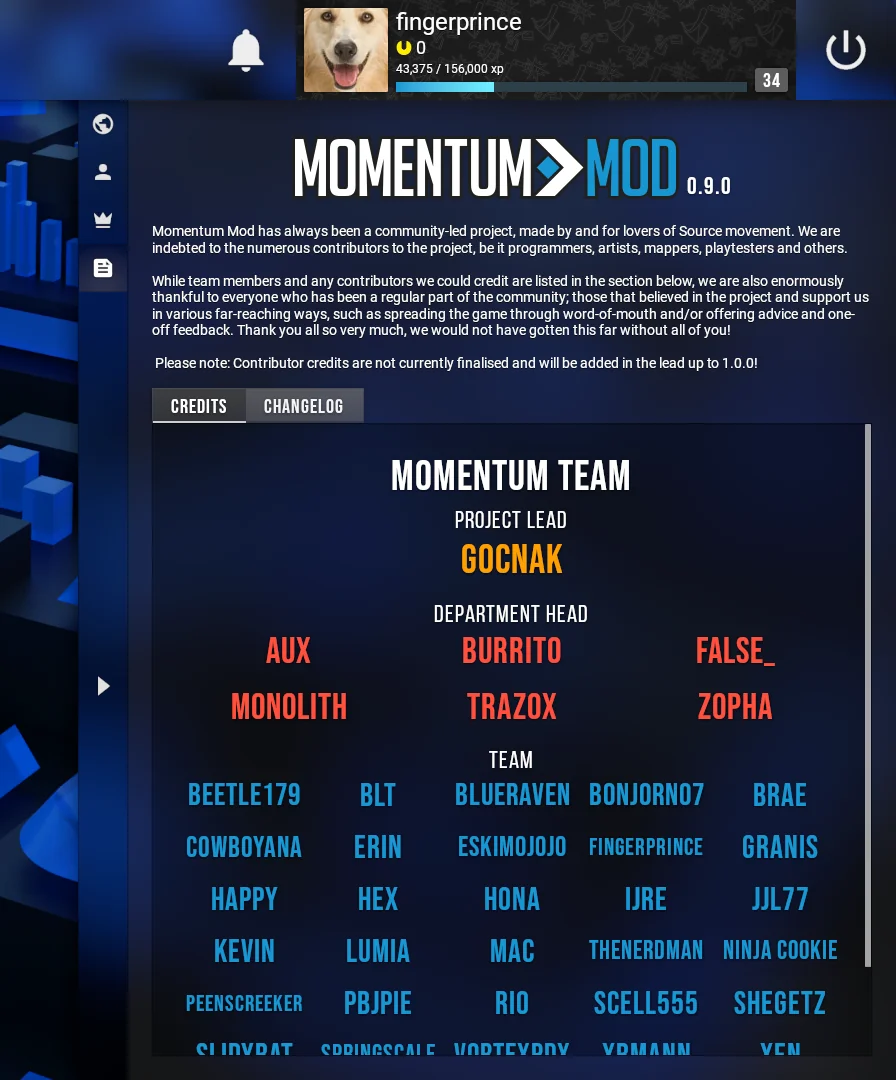 fingerprince
0
43,375 / 156,000 xp
34
MOMENTUM MOD 0.9.0
Momentum Mod has always been a community-led project, made by and for lovers of Source movement. We are
indebted to the numerous contributors to the project, be it programmers, artists, mappers, playtesters and others.
While team members and any contributors we could credit are listed in the section below, we are also enormously
thankful to everyone who has been a regular part of the community; those that believed in the project and support us
in various far-reaching ways, such as spreading the game through word-of-mouth and/or offering advice and one-
off feedback. Thank you all so very much, we would not have gotten this far without all of you!
Please note: Contributor credits are not currently finalised and will be added in the lead up to 1.0.0!
CREDITS CHANGELOG
MOMENTUM TEAM
PROJECT LEAD
GOCNAK
DEPARTMENT HEAD
AUX BURRITO FALSE_
MONOLITH TRAZOX ZOPHA
TEAM
BEETLE179 BLT BLUERAVEN BONJORNO7 BRAE
COWBOYANA ERIN ESKIMOJOJO FINGERPRINCE GRANIS
HAPPY HEX HONA IJRE JJL77
KEVIN LUMIA MAC THENERDMAN NINJA COOKIE
PEENSCREEKER PBJPIE RIO SCELL555 SHEGETZ